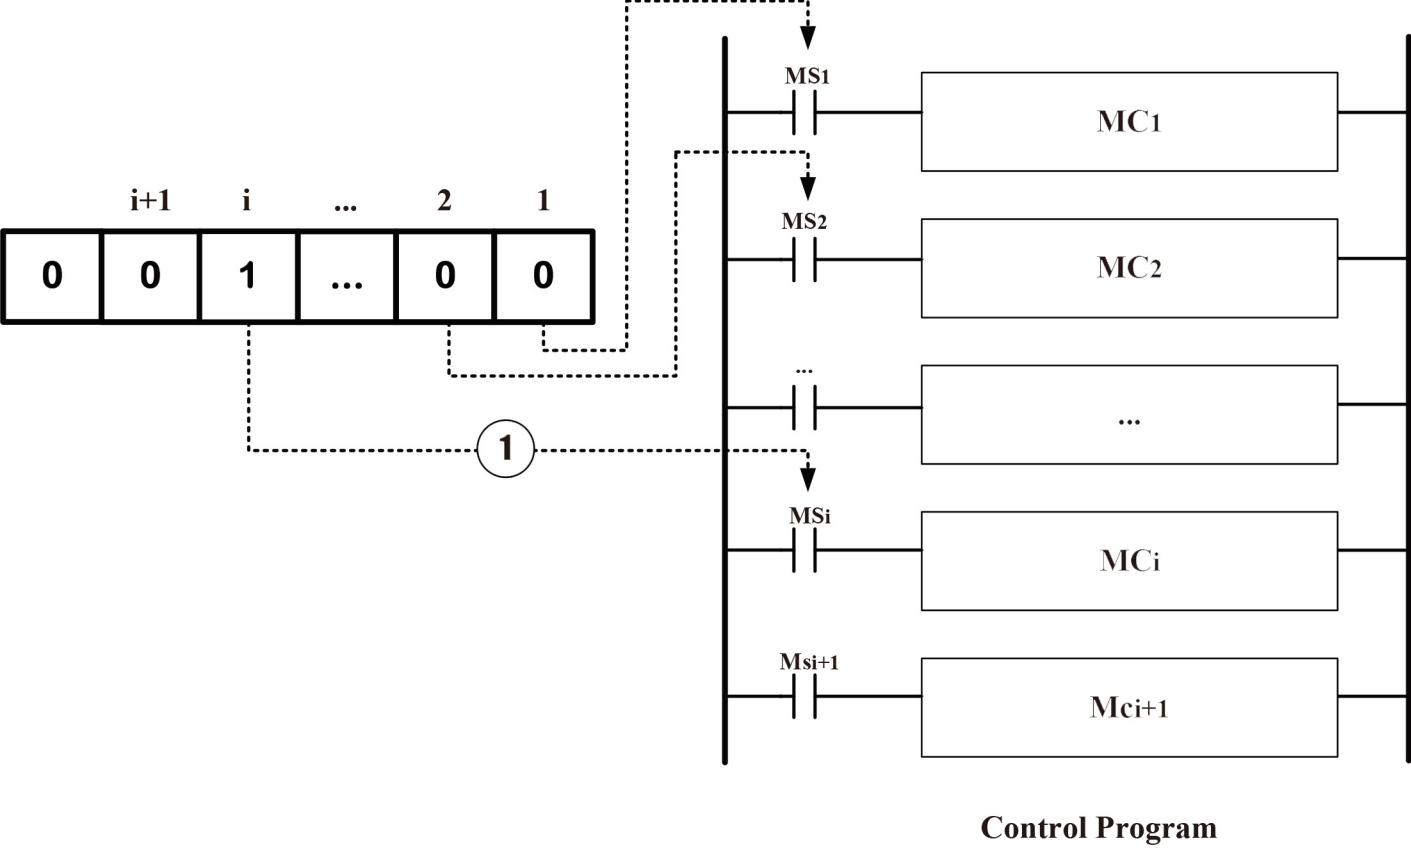 i+1 i ... 2 1
0 0 1 ... 0 0
1
MS1
MC1
MS2
MC2
...
...
MSi
MCi
Msi+1
Mci+1
Control Program